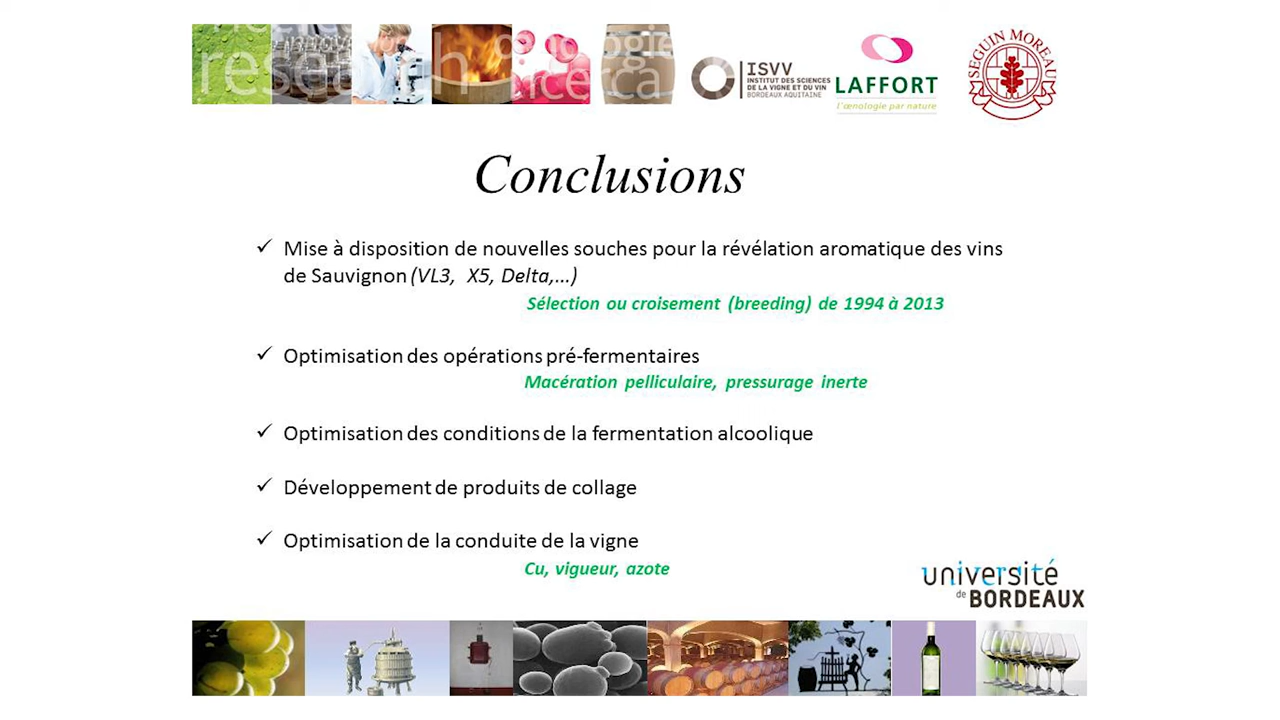 research
œnologie
ricerca
ISVV
INSTITUT DES SCIENCES
DE LA VIGNE ET DU VIN
BORDEAUX AQUITAINE
LAFFORT
l'œnologie par nature
SEGUIN MOREAU
Conclusions
✓ Mise à disposition de nouvelles souches pour la révélation aromatique des vins
de Sauvignon (VL3, X5, Delta,...)
Sélection ou croisement (breeding) de 1994 à 2013
✓ Optimisation des opérations pré-fermentaires
Macération pelliculaire, pressurage inerte
✓ Optimisation des conditions de la fermentation alcoolique
✓ Développement de produits de collage
✓ Optimisation de la conduite de la vigne
Cu, vigueur, azote
université
de BORDEAUX